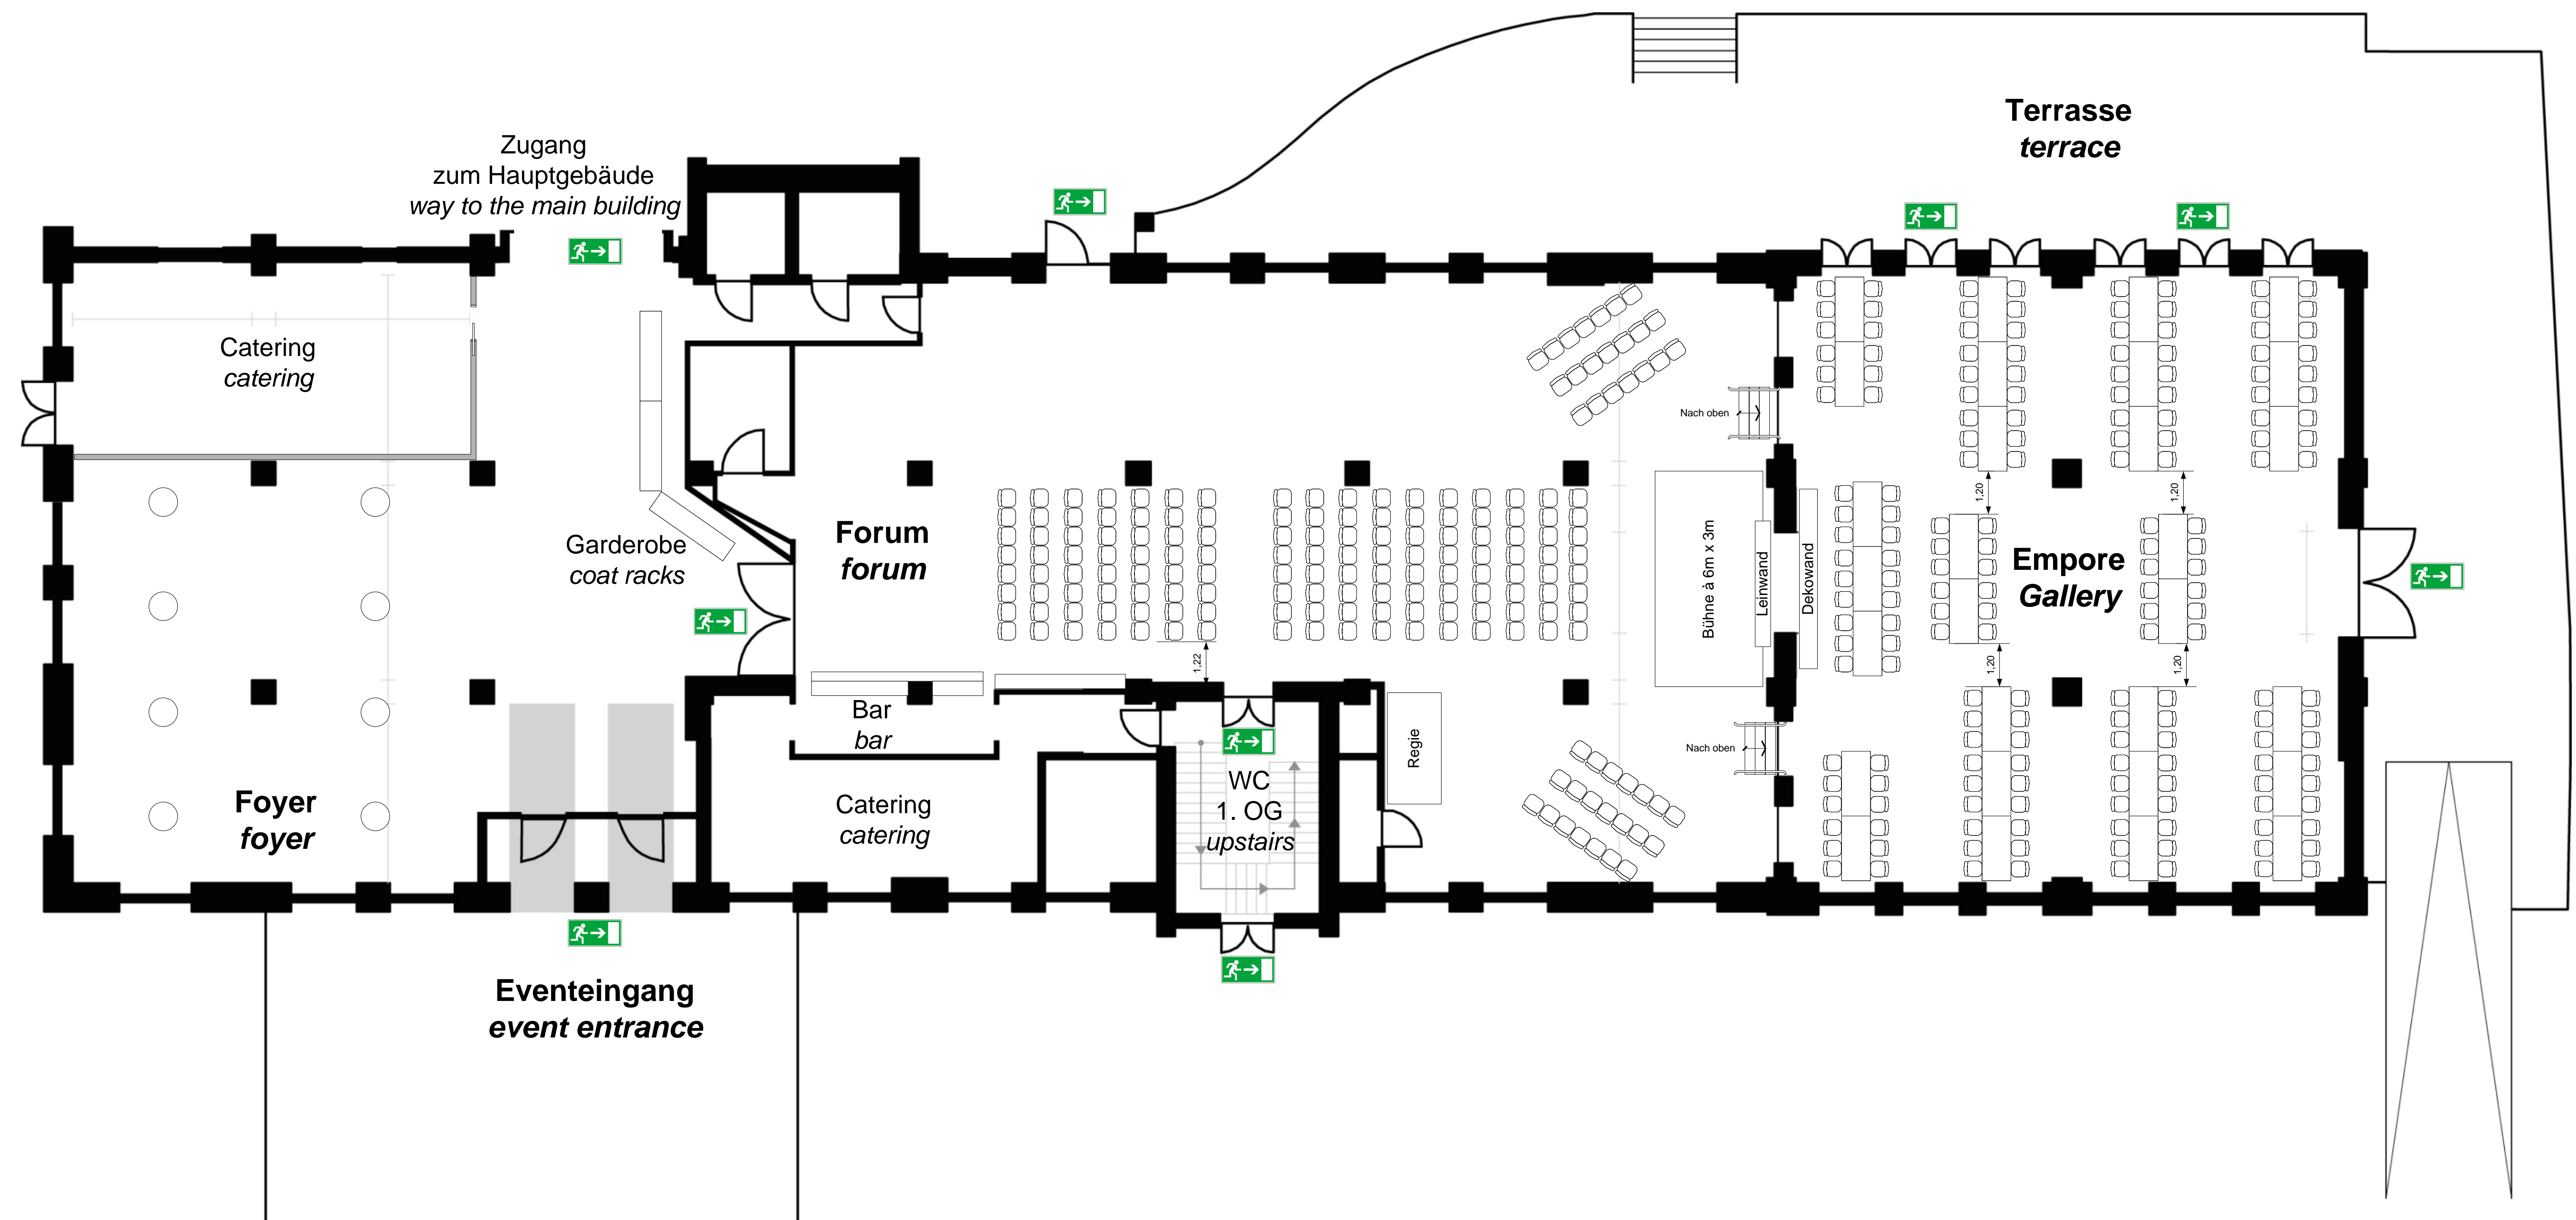 Terrasse
terrace
Zugang
zum Hauptgebäude
way to the main building
Catering
catering
Nach oben
Garderobe
coat racks
Forum
forum
Bühne à 6m x 3m
Leinwand
Dekowand
1,20
1,20
Empore
Gallery
1,22
1,20
1,20
Bar
bar
Regie
Nach oben
WC
1. OG
upstairs
Foyer
foyer
Catering
catering
Eventeingang
event entrance